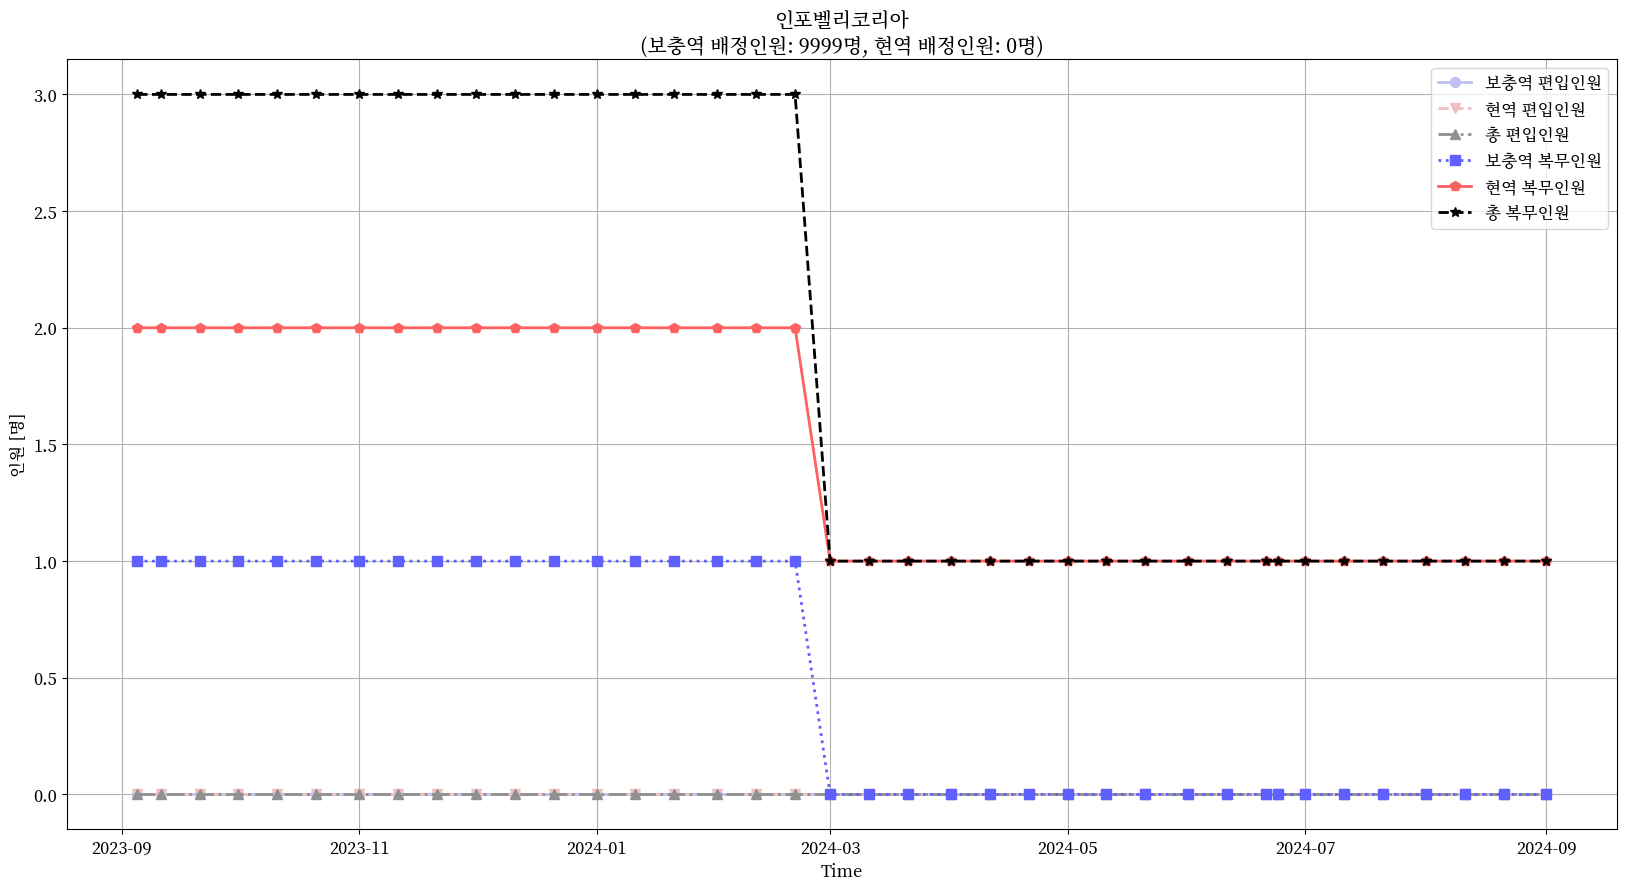 인포벨리코리아
(보충역 배정인원: 9999명, 현역 배정인원: 0명)
보충역 편입인원
현역 편입인원
총 편입인원
보충역 복무인원
현역 복무인원
총 복무인원
인원 [명]
3.0
2.5
2.0
1.5
1.0
0.5
0.0
2023-09
2023-11
2024-01
2024-03
2024-05
2024-07
2024-09
Time